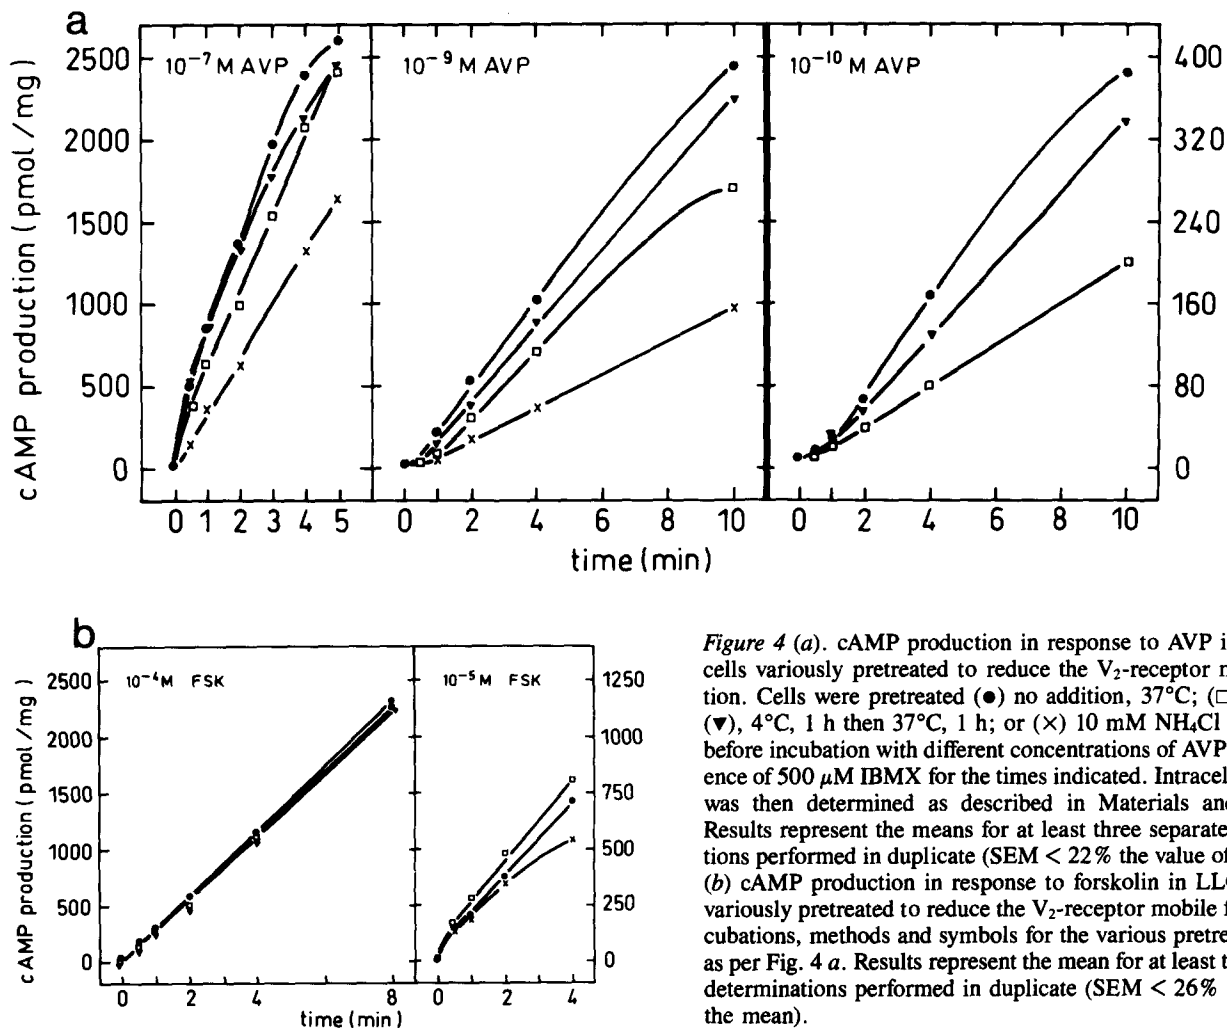 a
10⁻⁷ M AVP
10⁻⁹ M AVP
10⁻¹⁰ M AVP
cAMP production (pmol/mg)
2500
2000
1500
1000
500
0
400
320
240
160
80
0
0 1 2 3 4 5
0 2 4 6 8 10
0 2 4 6 8 10
time (min)
b
10⁻⁴M FSK
10⁻⁵M FSK
cAMP production (pmol/mg)
2500
2000
1500
1000
500
0
1250
1000
750
500
250
0
0 2 4 8
0 2 4
time (min)
Figure 4 (a). cAMP production in response to AVP i
cells variously pretreated to reduce the V₂-receptor
tion. Cells were pretreated (●) no addition, 37°C; (□
(▼), 4°C, 1 h then 37°C, 1 h; or (×) 10 mM NH₄Cl
before incubation with different concentrations of AVP
ence of 500 μM IBMX for the times indicated. Intracel
was then determined as described in Materials and
Results represent the means for at least three separate
tions performed in duplicate (SEM < 22% the value of
(b) cAMP production in response to forskolin in LL
variously pretreated to reduce the V₂-receptor mobile
cubations, methods and symbols for the various pretre
as per Fig. 4 a. Results represent the mean for at least
determinations performed in duplicate (SEM < 26%
the mean).